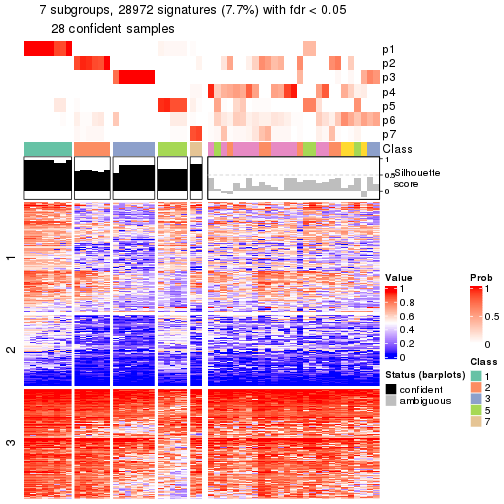 7 subgroups, 28972 signatures (7.7%) with fdr < 0.05
28 confident samples
p1
p2
p3
p4
p5
p6
p7
Class
1
0.5
0
Silhouette
score
1
2
3
Value
1
0.8
0.6
0.4
0.2
0
Status (barplots)
confident
ambiguous
Prob
1
0.5
0
Class
1
2
3
5
7